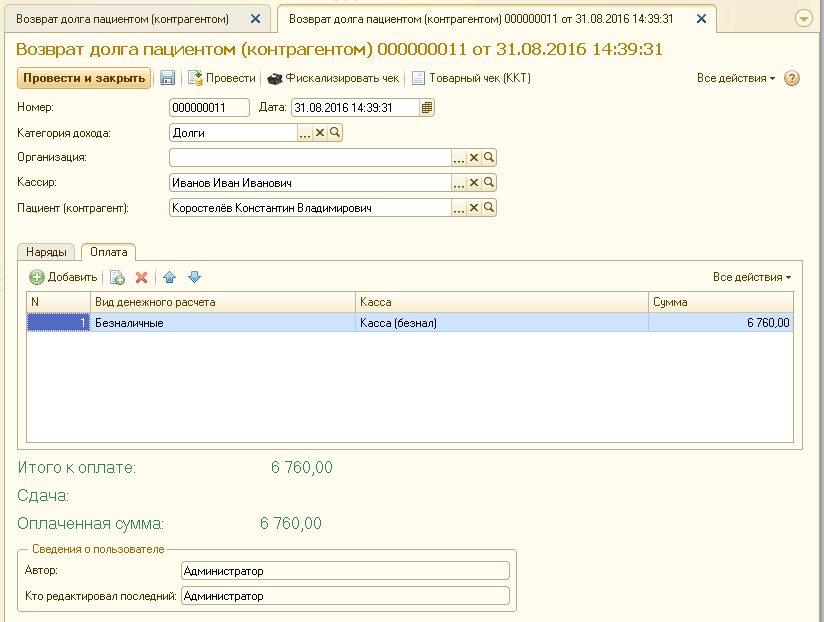 Возврат долга пациентом (контрагентом) Возврат долга пациентом (контрагентом) 000000011 от 31.08.2016 14:39:31
Возврат долга пациентом (контрагентом) 000000011 от 31.08.2016 14:39:31
Провести и закрыть Провести Фискализировать чек Товарный чек (ККТ) Все действия ?
Номер: 000000011 Дата: 31.08.2016 14:39:31
Категория дохода: Долги ...
Организация: ...
Кассир: Иванов Иван Иванович ...
Пациент (контрагент): Коростелёв Константин Владимирович ...
Наряды Оплата
Добавить Все действия
N Вид денежного расчета Касса Сумма
1 Безналичные Касса (безнал) 6 760,00
Итого к оплате: 6 760,00
Сдача:
Оплаченная сумма: 6 760,00
Сведения о пользователе
Автор: Администратор
Кто редактировал последний: Администратор